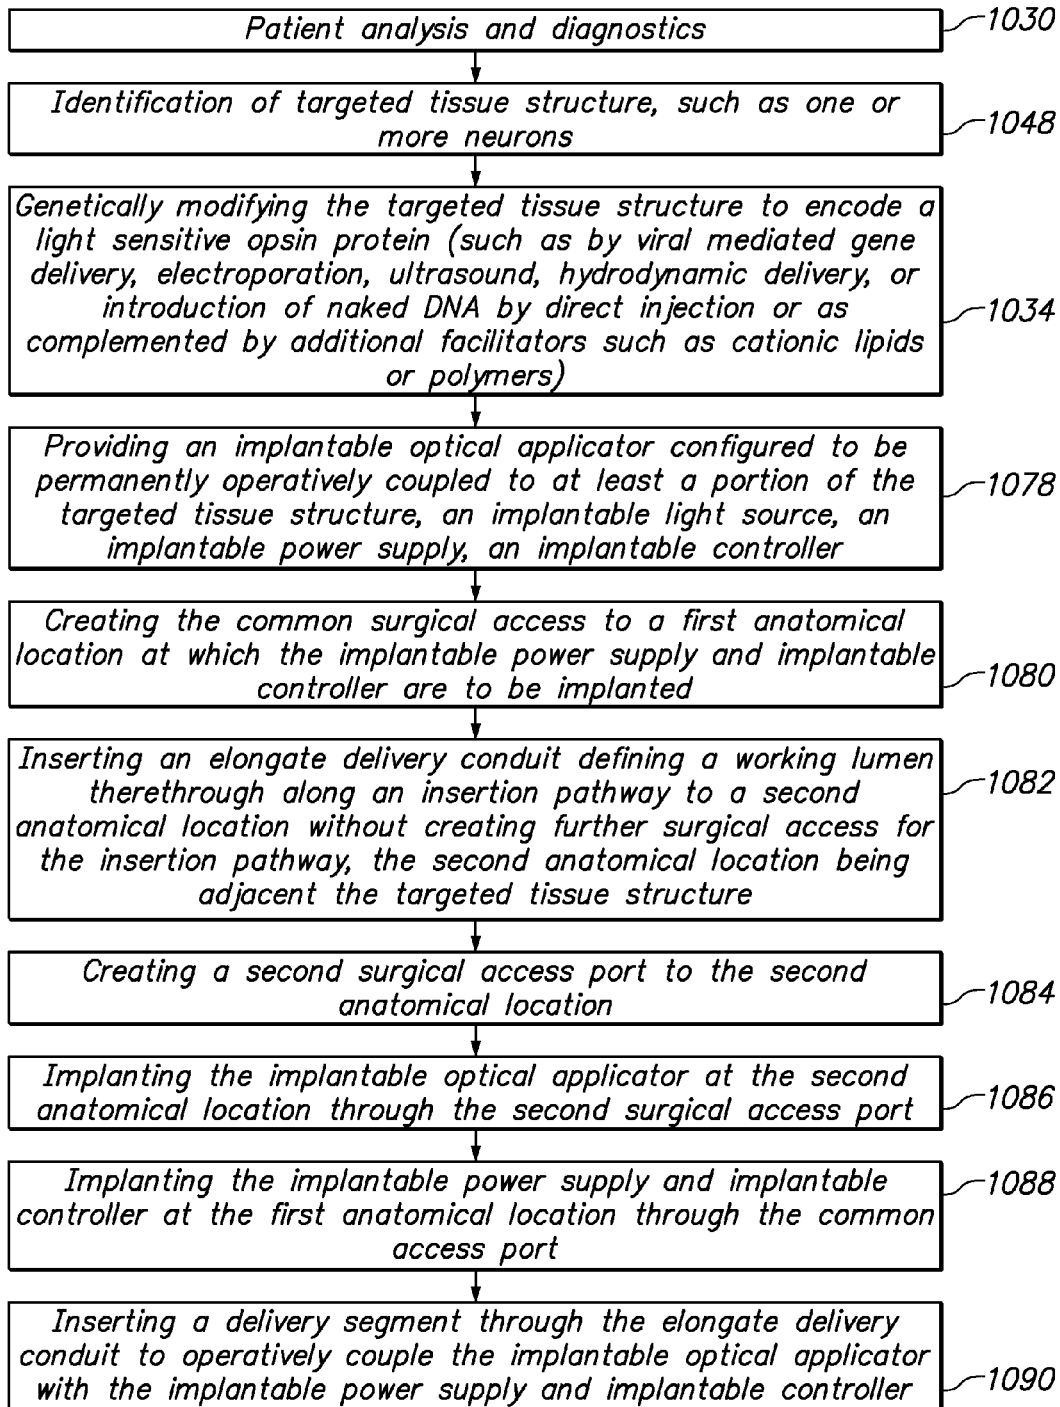 Patient analysis and diagnostics
1030
Identification of targeted tissue structure, such as one or
more neurons
1048
Genetically modifying the targeted tissue structure to encode a
light sensitive opsin protein (such as by viral mediated gene
delivery, electroporation, ultrasound, hydrodynamic delivery, or
introduction of naked DNA by direct injection or as
complemented by additional facilitators such as cationic lipids
or polymers)
1034
Providing an implantable optical applicator configured to be
permanently operatively coupled to at least a portion of the
targeted tissue structure, an implantable light source, an
implantable power supply, an implantable controller
1078
Creating the common surgical access to a first anatomical
location at which the implantable power supply and implantable
controller are to be implanted
1080
Inserting an elongate delivery conduit defining a working lumen
therethrough along an insertion pathway to a second
anatomical location without creating further surgical access for
the insertion pathway, the second anatomical location being
adjacent the targeted tissue structure
1082
Creating a second surgical access port to the second
anatomical location
1084
Implanting the implantable optical applicator at the second
anatomical location through the second surgical access port
1086
Implanting the implantable power supply and implantable
controller at the first anatomical location through the common
access port
1088
Inserting a delivery segment through the elongate delivery
conduit to operatively couple the implantable optical applicator
with the implantable power supply and implantable controller
1090